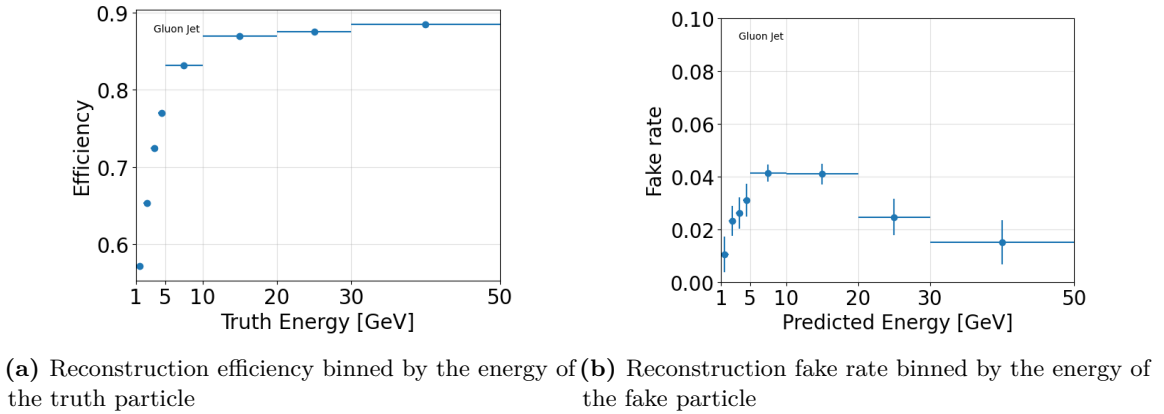 0.9
0.8
0.7
0.6
Efficiency
Gluon Jet
1 5 10 20 30 50
Truth Energy [GeV]
0.10
0.08
0.06
0.04
0.02
0.00
Fake rate
Gluon Jet
1 5 10 20 30 50
Predicted Energy [GeV]
(a) Reconstruction efficiency binned by the energy of
the truth particle
(b) Reconstruction fake rate binned by the energy of
the fake particle